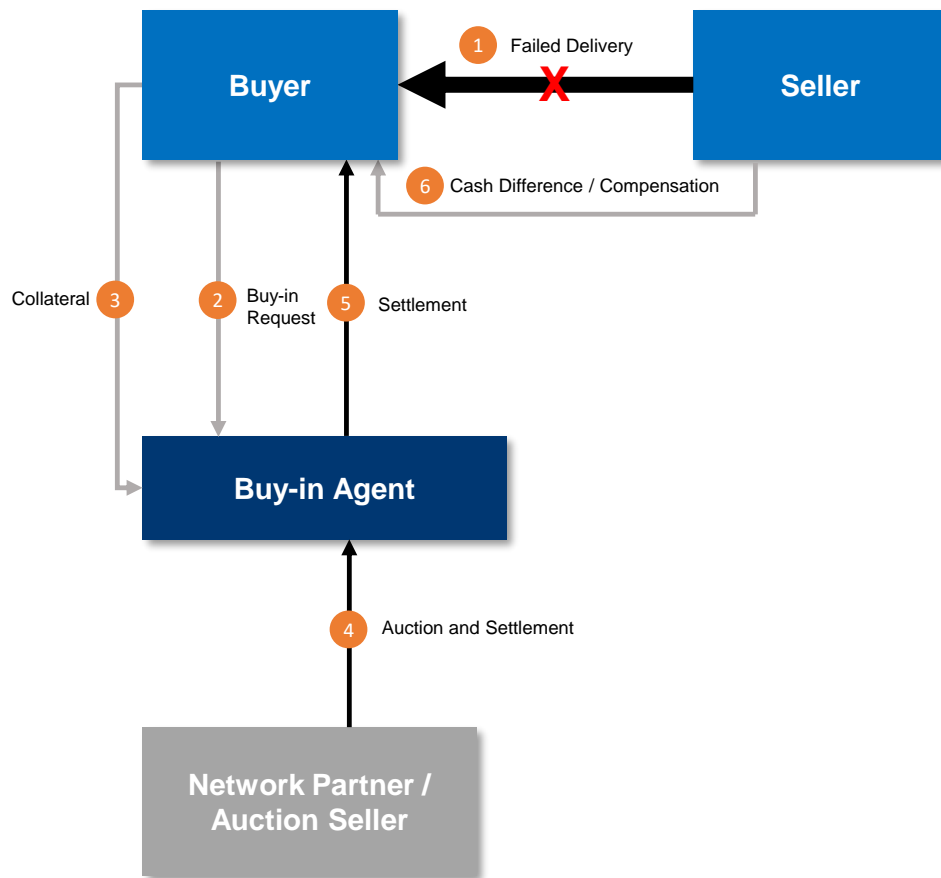 1 Failed Delivery
Buyer
X
Seller
6 Cash Difference / Compensation
Collateral 3
2 Buy-in
Request
5 Settlement
Buy-in Agent
4 Auction and Settlement
Network Partner /
Auction Seller